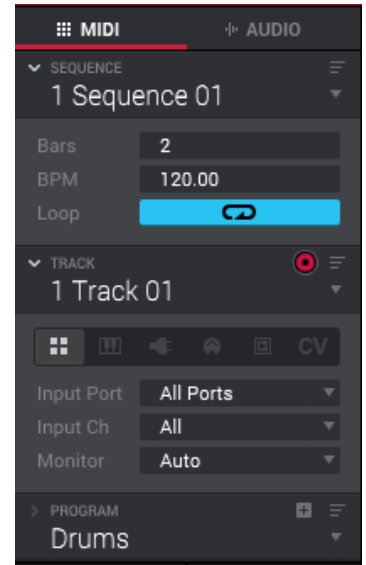 MIDI AUDIO
SEQUENCE
1 Sequence 01
Bars 2
BPM 120.00
Loop
TRACK
1 Track 01
CV
Input Port All Ports
Input Ch All
Monitor Auto
PROGRAM
Drums